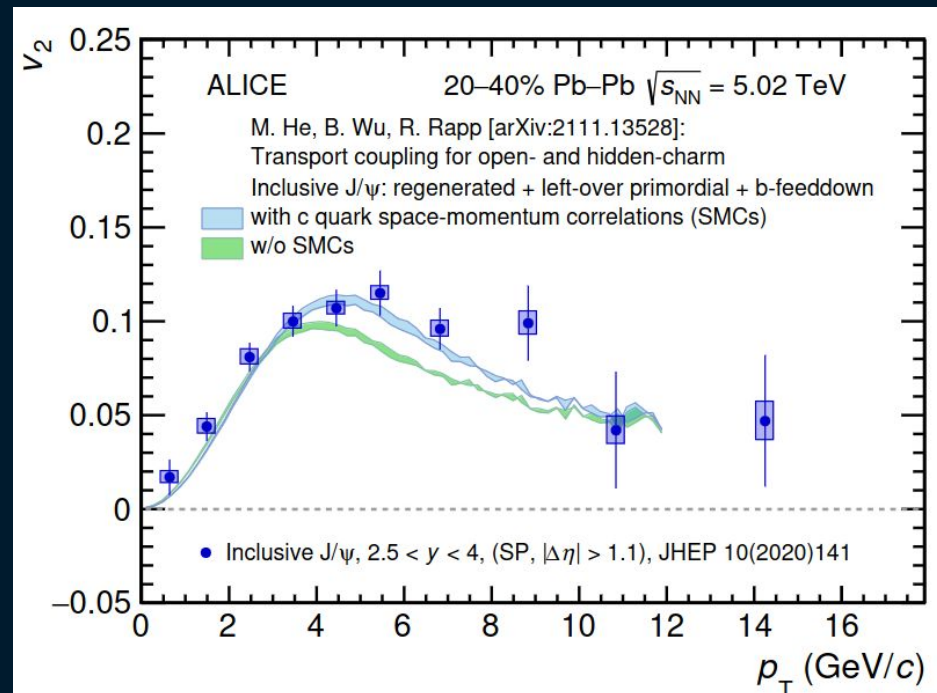 v₂
0.25
ALICE 20–40% Pb–Pb √sNN = 5.02 TeV
0.2
M. He, B. Wu, R. Rapp [arXiv:2111.13528]:
Transport coupling for open- and hidden-charm
Inclusive J/ψ: regenerated + left-over primordial + b-feeddown
0.15
with c quark space-momentum correlations (SMCs)
w/o SMCs
0.1
0.05
0
Inclusive J/ψ, 2.5 < y < 4, (SP, |Δη| > 1.1), JHEP 10(2020)141
−0.05
0 2 4 6 8 10 12 14 16
pT (GeV/c)